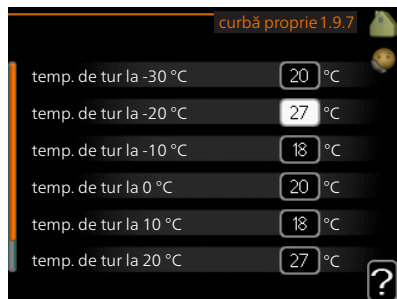 curbă proprie 1.9.7
temp. de tur la -30 °C 20 °C
temp. de tur la -20 °C 27 °C
temp. de tur la -10 °C 18 °C
temp. de tur la 0 °C 20 °C
temp. de tur la 10 °C 18 °C
temp. de tur la 20 °C 27 °C
?